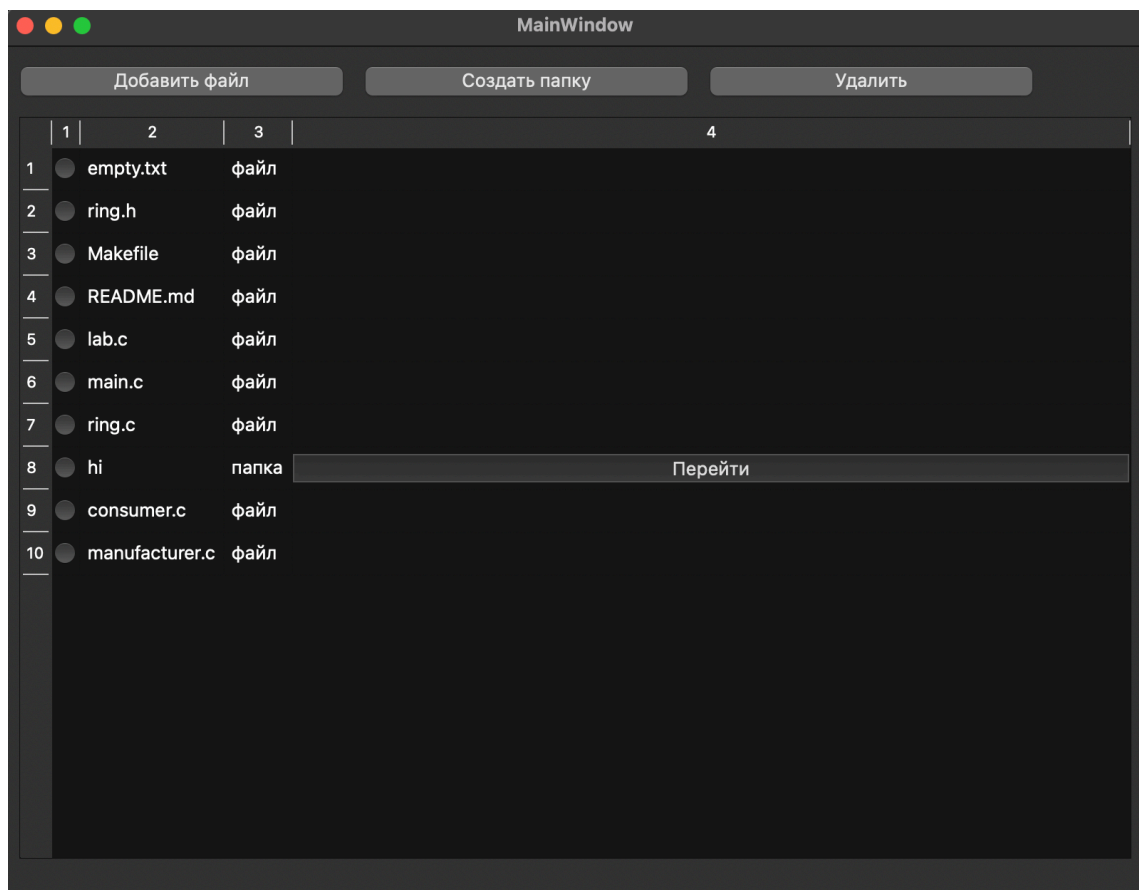 MainWindow
Добавить файл Создать папку Удалить
1 2 3 4
1 empty.txt файл
2 ring.h файл
3 Makefile файл
4 README.md файл
5 lab.c файл
6 main.c файл
7 ring.c файл
8 hi папка Перейти
9 consumer.c файл
10 manufacturer.c файл